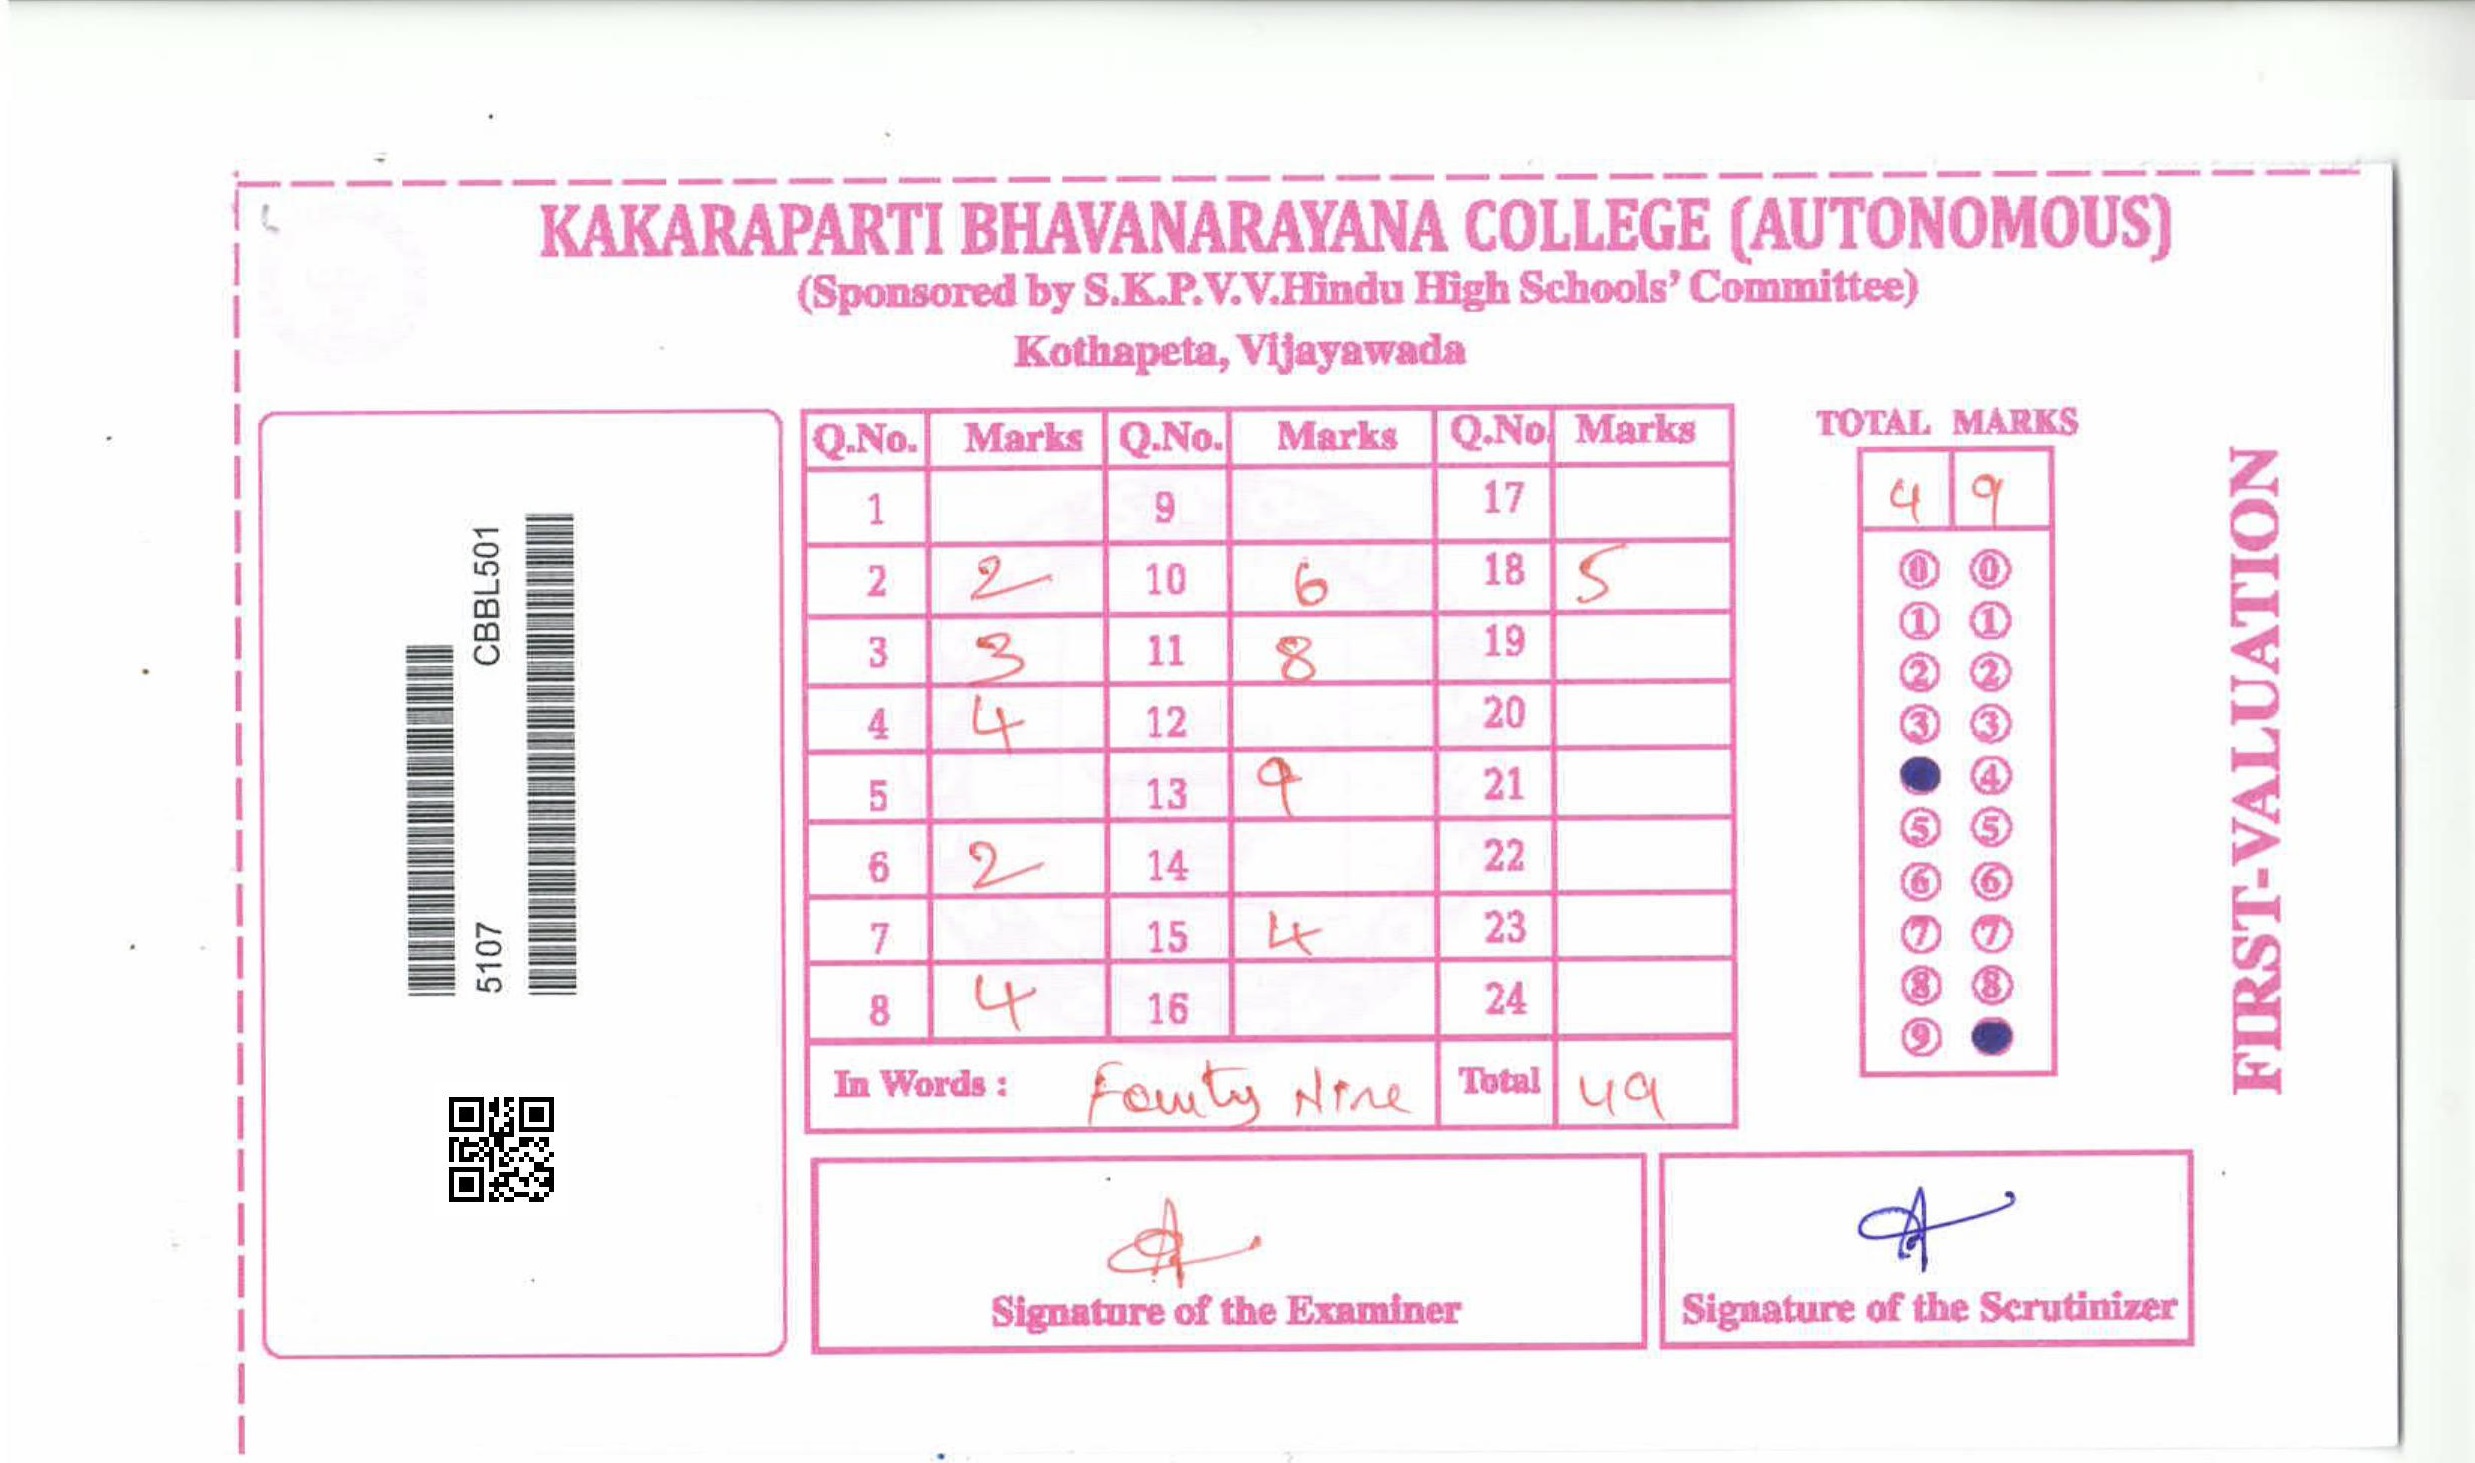 KAKARAPARTI BHAVANARAYANA COLLEGE (AUTONOMOUS)
(Sponsored by S.K.P.V.V.Hindu High Schools' Committee)
Kothapeta, Vijayawada
5107 CBBL501
Q.No. Marks Q.No. Marks Q.No. Marks
1 9 17
2 2 10 6 18 5
3 3 11 8 19
4 4 12 20
5 13 9 21
6 2 14 22
7 15 4 23
8 4 16 24
In Words : Fourty Nine Total 49
TOTAL MARKS
4 9
0 0
1 1
2 2
3 3
4
5 5
6 6
7 7
8 8
9
FIRST-VALUATION
Signature of the Examiner
Signature of the Scrutinizer